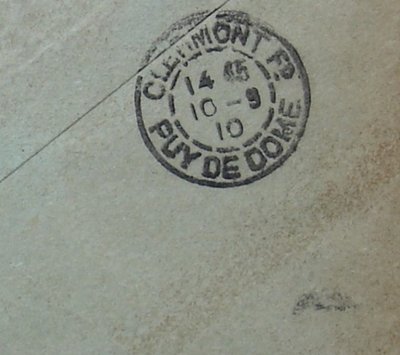 CLERMONT FD
14 45
10 - 9
10
PUY DE DOME